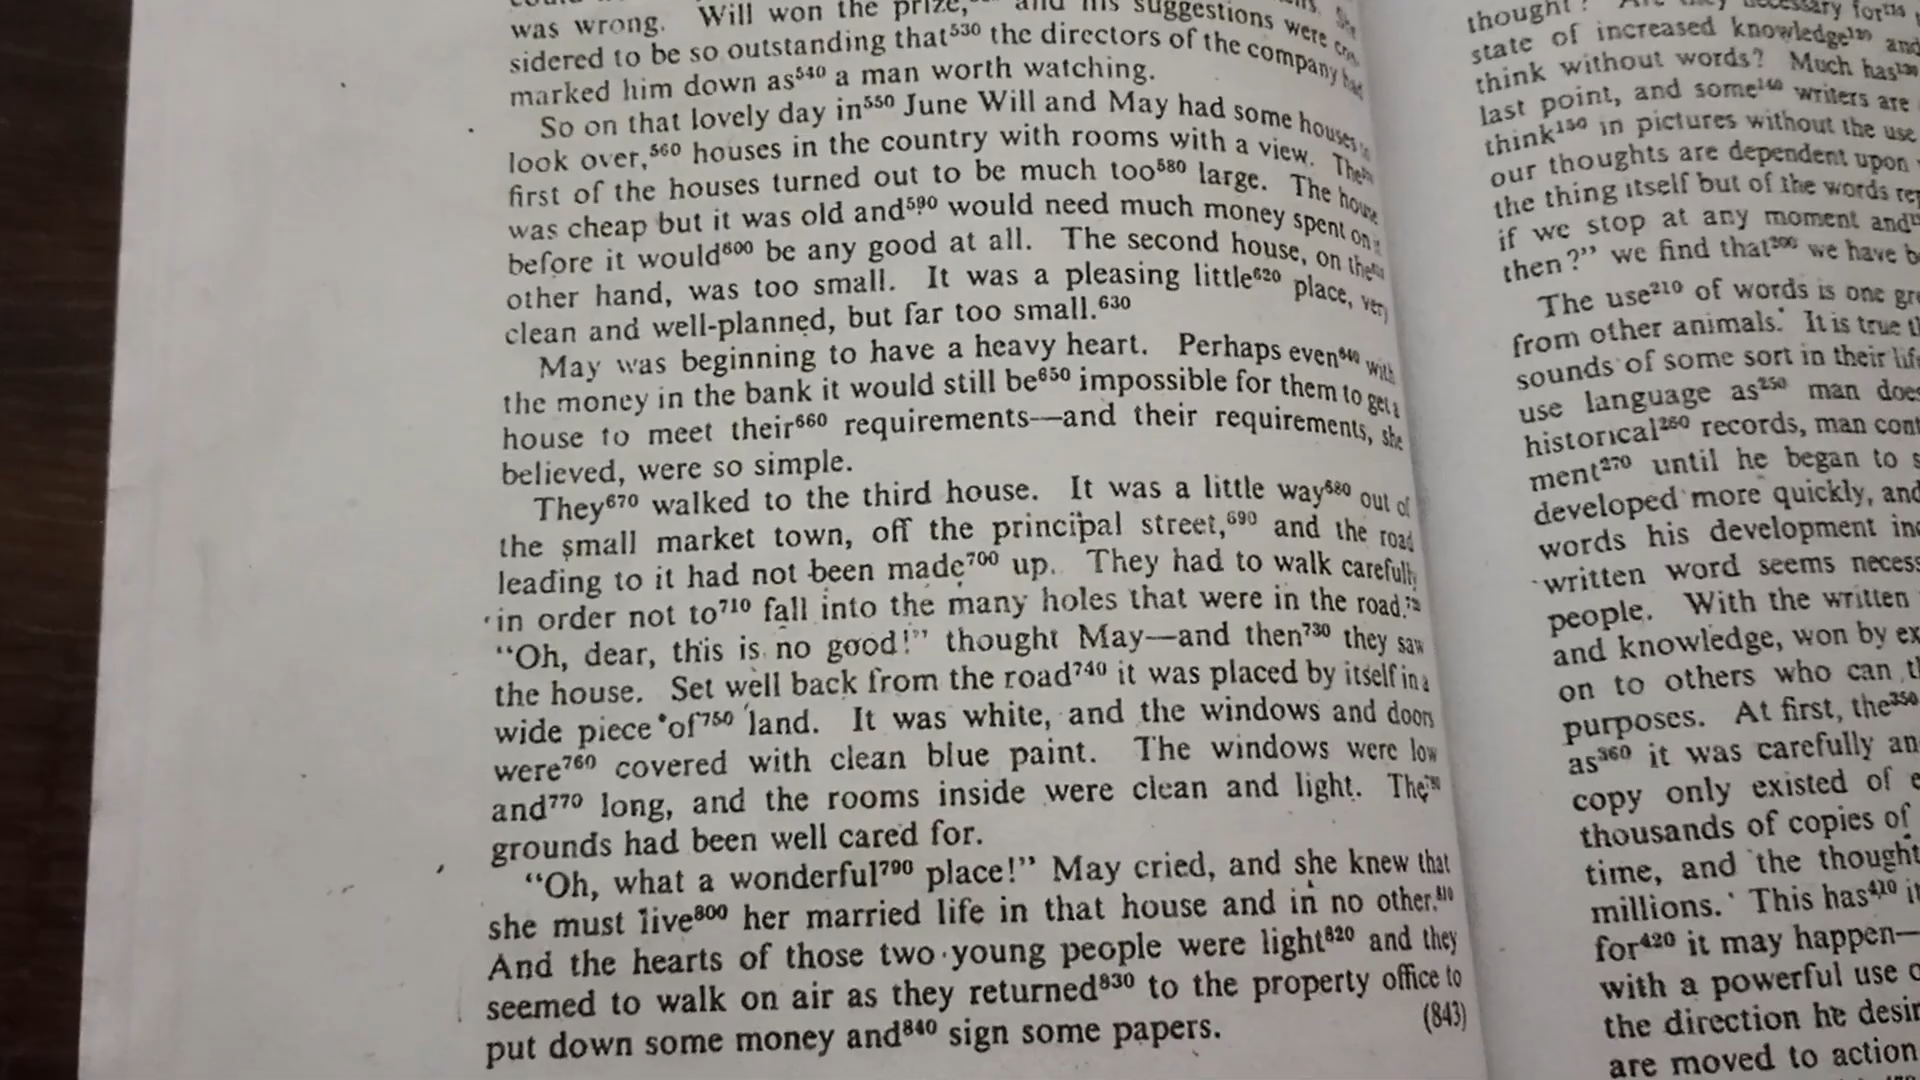 was wrong. Will won the prize, and his suggestions were con-
sidered to be so outstanding that⁵³⁰ the directors of the company had
marked him down as⁵⁴⁰ a man worth watching.
So on that lovely day in⁵⁵⁰ June Will and May had some houses to
look over,⁵⁶⁰ houses in the country with rooms with a view. The
first of the houses turned out to be much too⁵⁸⁰ large. The house
was cheap but it was old and⁵⁹⁰ would need much money spent on it
before it would⁶⁰⁰ be any good at all. The second house, on the
other hand, was too small. It was a pleasing little⁶²⁰ place, very
clean and well-planned, but far too small.⁶³⁰
May was beginning to have a heavy heart. Perhaps even⁶⁴⁰ with
the money in the bank it would still be⁶⁵⁰ impossible for them to get a
house to meet their⁶⁶⁰ requirements—and their requirements, she
believed, were so simple.
They⁶⁷⁰ walked to the third house. It was a little way⁶⁸⁰ out of
the small market town, off the principal street,⁶⁹⁰ and the road
leading to it had not been made⁷⁰⁰ up. They had to walk carefully
in order not to⁷¹⁰ fall into the many holes that were in the road.⁷²⁰
“Oh, dear, this is no good!” thought May—and then⁷³⁰ they saw
the house. Set well back from the road⁷⁴⁰ it was placed by itself in a
wide piece of⁷⁵⁰ land. It was white, and the windows and doors
were⁷⁶⁰ covered with clean blue paint. The windows were low
and⁷⁷⁰ long, and the rooms inside were clean and light. The⁷⁸⁰
grounds had been well cared for.
“Oh, what a wonderful⁷⁹⁰ place!” May cried, and she knew that
she must live⁸⁰⁰ her married life in that house and in no other.⁸¹⁰
And the hearts of those two young people were light⁸²⁰ and they
seemed to walk on air as they returned⁸³⁰ to the property office to
put down some money and⁸⁴⁰ sign some papers. (843)
thought?
state of increased knowledge and
think without words? Much has
last point, and some writers are
think¹⁵⁰ in pictures without the use
our thoughts are dependent upon
the thing itself but of the words
if we stop at any moment and
then?” we find that²⁰⁰ we have
The use²¹⁰ of words is one
from other animals. It is true
sounds of some sort in their
use language as²⁵⁰ man does
historical²⁶⁰ records, man
ment²⁷⁰ until he began to
developed more quickly, and
words his development
written word seems
people. With the written
and knowledge, won by
on to others who can
purposes. At first, the³⁵⁰
as³⁶⁰ it was carefully
copy only existed of
thousands of copies of
time, and the thought
millions. This has⁴¹⁰
for⁴²⁰ it may happen—
with a powerful use
the direction he
are moved to action